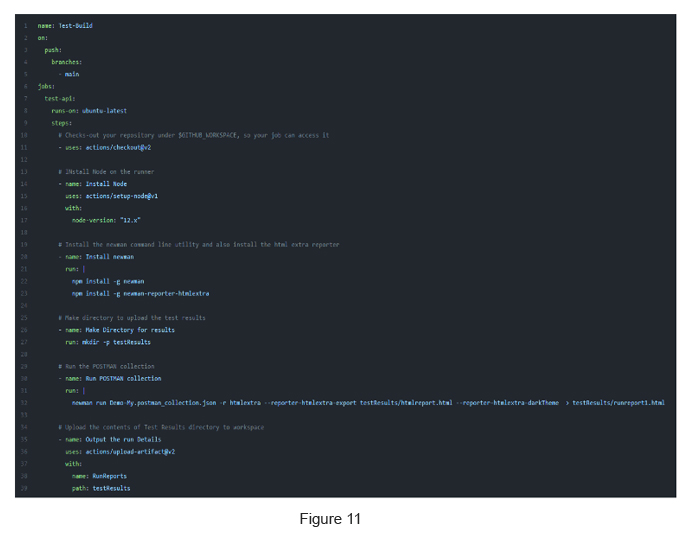 1 name: Test-Build
2 on:
3 push:
4 branches:
5 - main
6 jobs:
7 test-api:
8 runs-on: ubuntu-latest
9 steps:
10 # Checks-out your repository under $GITHUB_WORKSPACE, so your job can access it
11 - uses: actions/checkout@v2
12
13 # INstall Node on the runner
14 - name: Install Node
15 uses: actions/setup-node@v1
16 with:
17 node-version: "12.x"
18
19 # Install the newman command line utility and also install the html extra reporter
20 - name: Install newman
21 run: |
22 npm install -g newman
23 npm install -g newman-reporter-htmlextra
24
25 # Make directory to upload the test results
26 - name: Make Directory for results
27 run: mkdir -p testResults
28
29 # Run the POSTMAN collection
30 - name: Run POSTMAN collection
31 run: |
32 newman run Demo-My.postman_collection.json -r htmlextra --reporter-htmlextra-export testResults/htmlreport.html --reporter-htmlextra-darkTheme > testResults/runreport1.html
33
34 # Upload the contents of Test Results directory to workspace
35 - name: Output the run Details
36 uses: actions/upload-artifact@v2
37 with:
38 name: RunReports
39 path: testResults
Figure 11